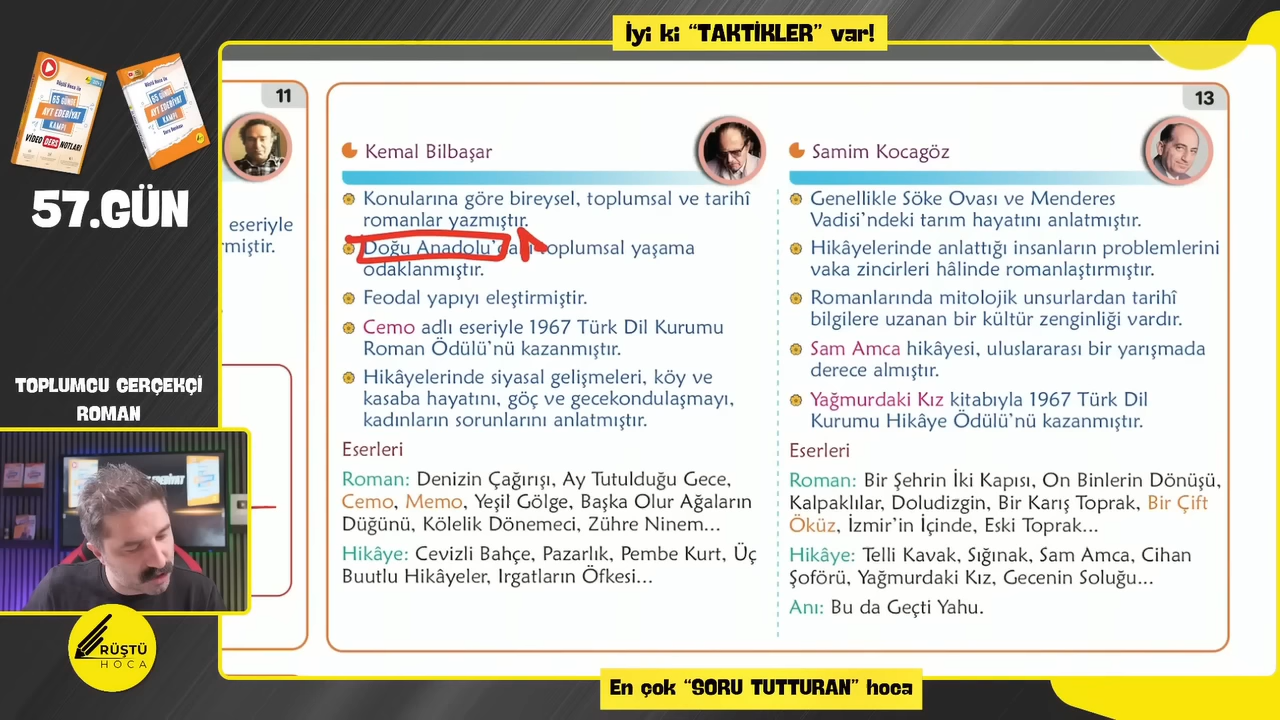 İyi ki “TAKTİKLER” var!
57.GÜN
TOPLUMCU GERÇEKÇİ
ROMAN
RÜŞTÜ
HOCA
11
eseriyle
rmiştir.
13
Kemal Bilbaşar
Konularına göre bireysel, toplumsal ve tarihî
romanlar yazmıştır.
Doğu Anadolu’daki toplumsal yaşama
odaklanmıştır.
Feodal yapıyı eleştirmiştir.
Cemo adlı eseriyle 1967 Türk Dil Kurumu
Roman Ödülü’nü kazanmıştır.
Hikâyelerinde siyasal gelişmeleri, köy ve
kasaba hayatını, göç ve gecekondulaşmayı,
kadınların sorunlarını anlatmıştır.
Eserleri
Roman: Denizin Çağırışı, Ay Tutulduğu Gece,
Cemo, Memo, Yeşil Gölge, Başka Olur Ağaların
Düğünü, Kölelik Dönemeci, Zühre Ninem...
Hikâye: Cevizli Bahçe, Pazarlık, Pembe Kurt, Üç
Buutlu Hikâyeler, Irgatların Öfkesi...
Samim Kocagöz
Genellikle Söke Ovası ve Menderes
Vadisi’ndeki tarım hayatını anlatmıştır.
Hikâyelerinde anlattığı insanların problemlerini
vaka zincirleri hâlinde romanlaştırmıştır.
Romanlarında mitolojik unsurlardan tarihî
bilgilere uzanan bir kültür zenginliği vardır.
Sam Amca hikâyesi, uluslararası bir yarışmada
derece almıştır.
Yağmurdaki Kız kitabıyla 1967 Türk Dil
Kurumu Hikâye Ödülü’nü kazanmıştır.
Eserleri
Roman: Bir Şehrin İki Kapısı, On Binlerin Dönüşü,
Kalpaklılar, Doludizgin, Bir Karış Toprak, Bir Çift
Öküz, İzmir’in İçinde, Eski Toprak...
Hikâye: Telli Kavak, Sığınak, Sam Amca, Cihan
Şoförü, Yağmurdaki Kız, Gecenin Soluğu...
Anı: Bu da Geçti Yahu.
En çok “SORU TUTTURAN” hoca